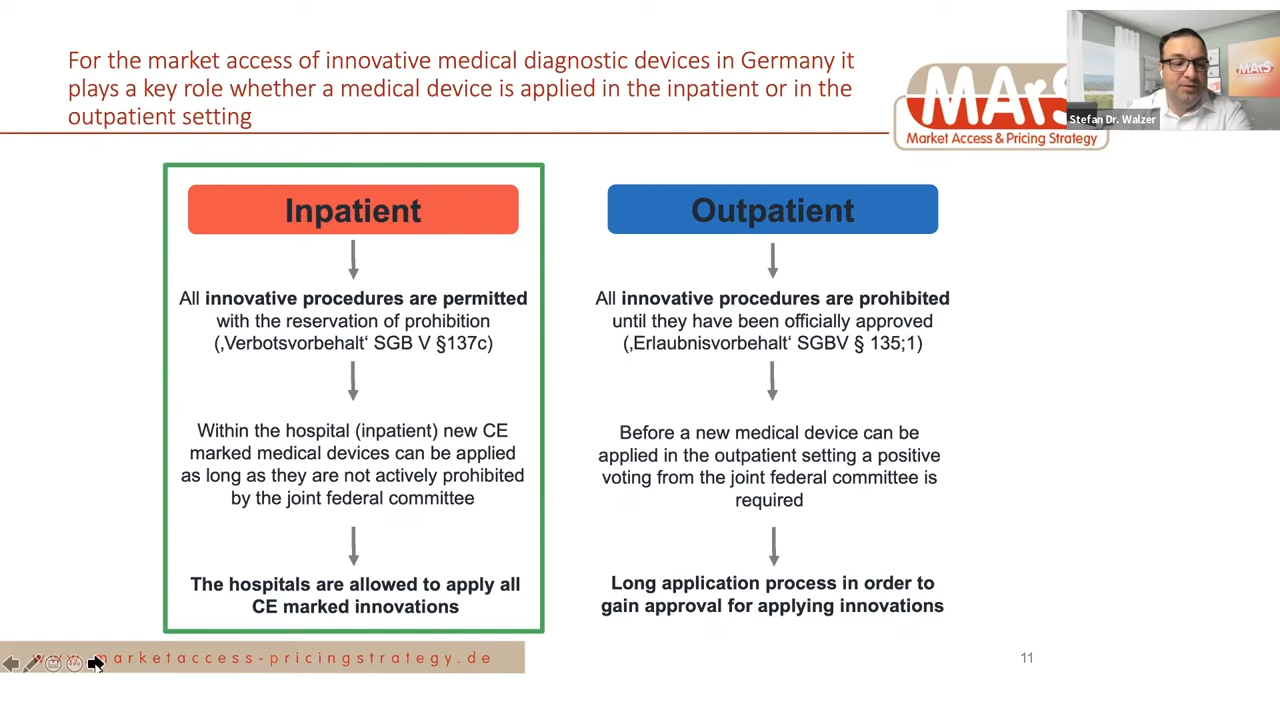 For the market access of innovative medical diagnostic devices in Germany it
plays a key role whether a medical device is applied in the inpatient or in the
outpatient setting
MArS
Market Access & Pricing Strategy
Stefan Dr. Walzer
MArS
Inpatient
All innovative procedures are permitted
with the reservation of prohibition
(‚Verbotsvorbehalt‘ SGB V §137c)
Within the hospital (inpatient) new CE
marked medical devices can be applied
as long as they are not actively prohibited
by the joint federal committee
The hospitals are allowed to apply all
CE marked innovations
Outpatient
All innovative procedures are prohibited
until they have been officially approved
(‚Erlaubnisvorbehalt‘ SGBV § 135;1)
Before a new medical device can be
applied in the outpatient setting a positive
voting from the joint federal committee is
required
Long application process in order to
gain approval for applying innovations
www.marketaccess-pricingstrategy.de
11